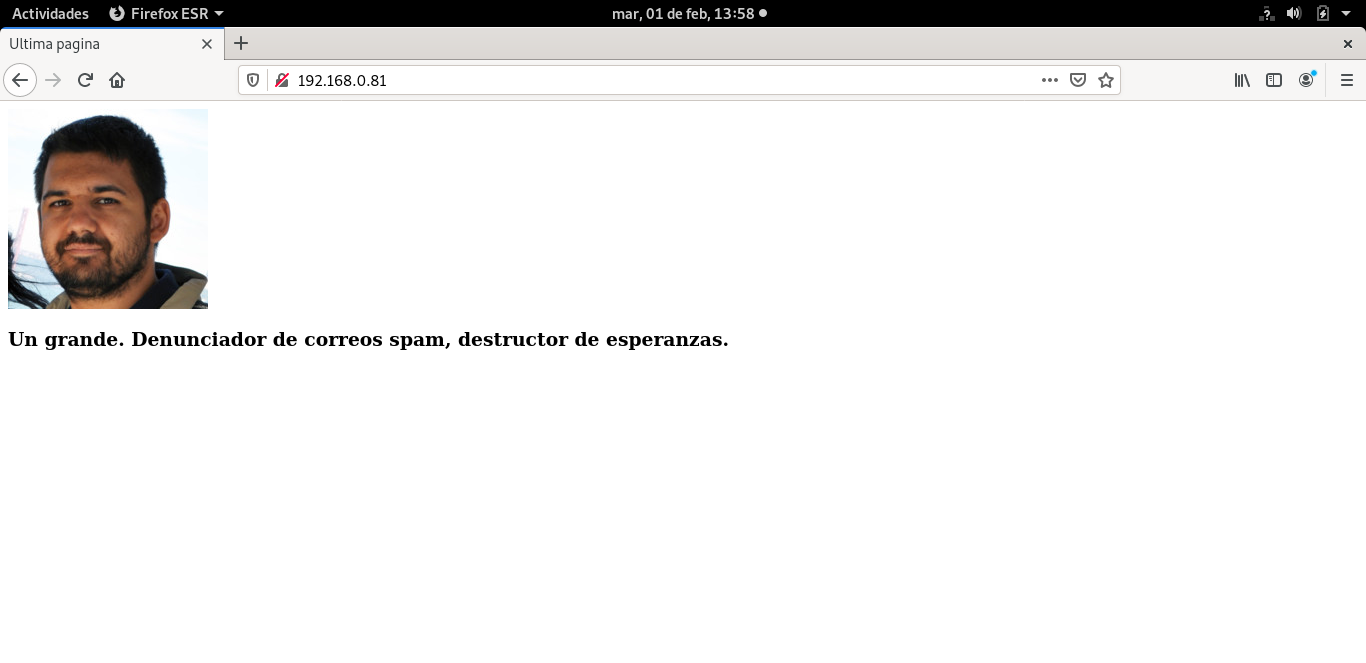 Actividades Firefox ESR mar, 01 de feb, 13:58
Ultima pagina
192.168.0.81
Un grande. Denunciador de correos spam, destructor de esperanzas.